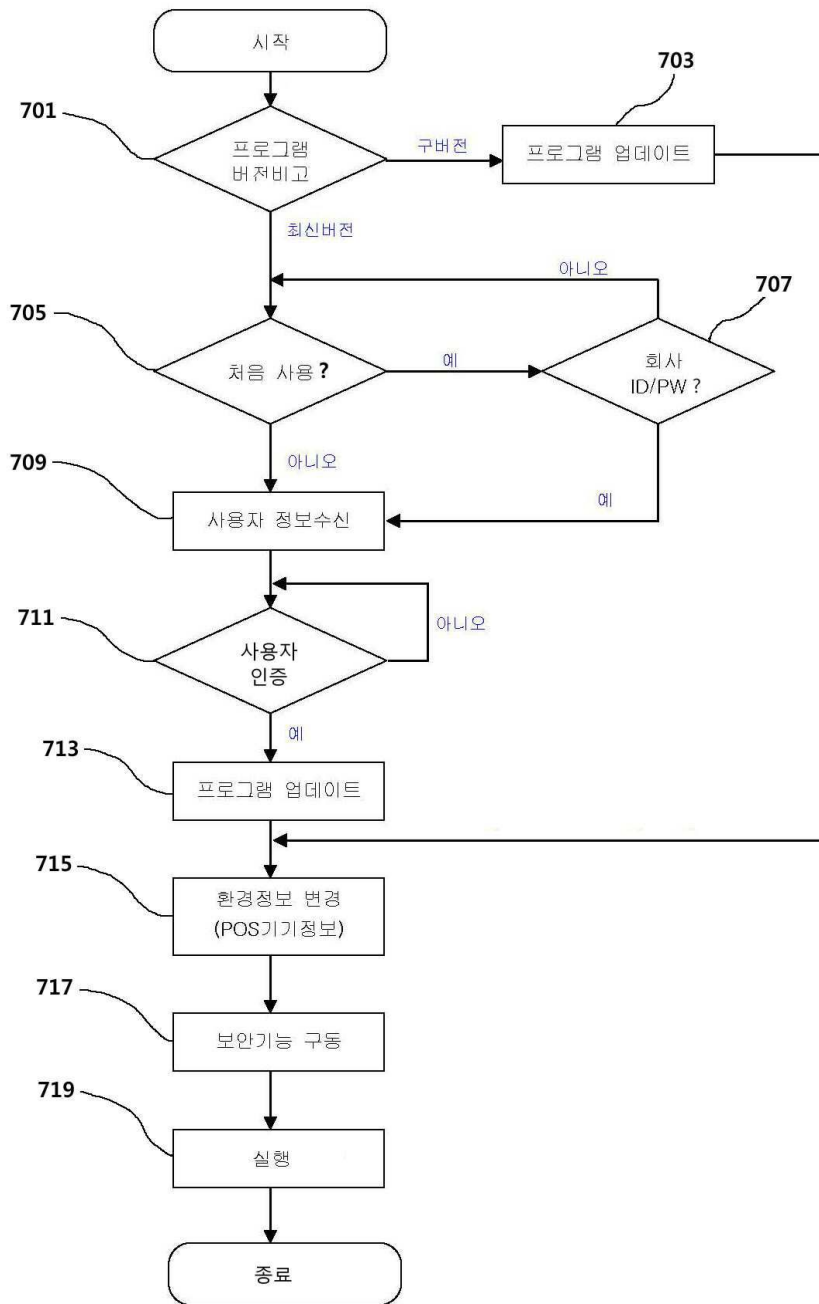 시작
703
701
프로그램
버전비고
구버전
프로그램 업데이트
최신버전
아니오
707
705
처음 사용?
예
회사
ID/PW ?
709
아니오
예
사용자 정보수신
711
아니오
사용자
인증
예
713
프로그램 업데이트
715
환경정보 변경
(POS기기정보)
717
보안기능 구동
719
실행
종료